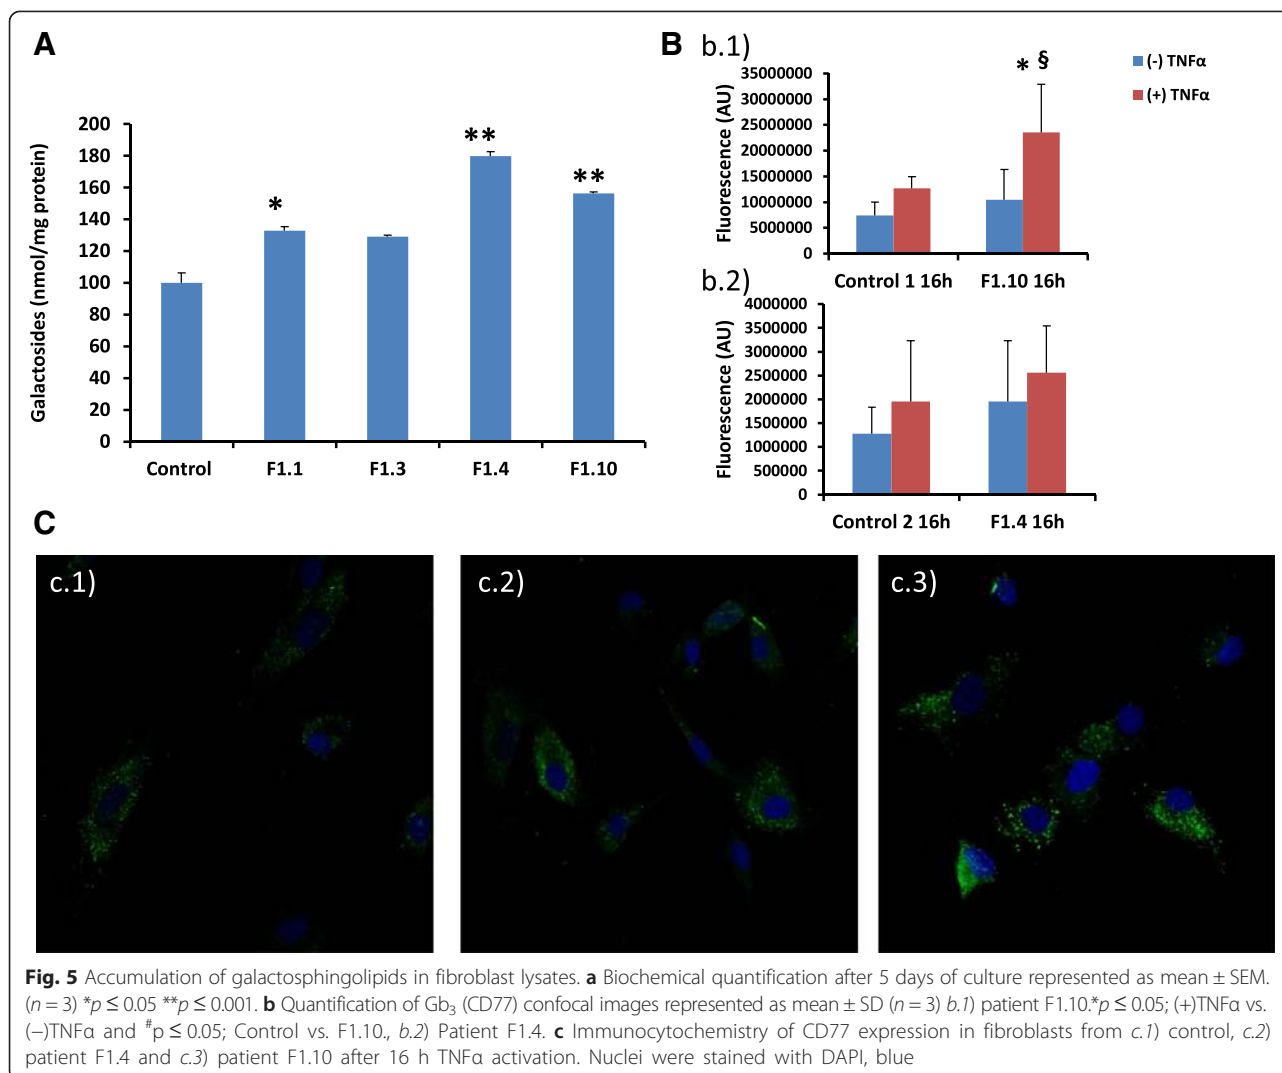 A
Galactosides (nmol/mg protein)
200
180
160
140
120
100
80
60
40
20
0
*
**
**
Control F1.1 F1.3 F1.4 F1.10
B b.1)
Fluorescence (AU)
35000000
30000000
25000000
20000000
15000000
10000000
5000000
0
* §
Control 1 16h F1.10 16h
(-) TNFα
(+) TNFα
b.2)
Fluorescence (AU)
4000000
3500000
3000000
2500000
2000000
1500000
1000000
500000
0
Control 2 16h F1.4 16h
C
c.1) c.2) c.3)
Fig. 5 Accumulation of galactosphingolipids in fibroblast lysates. a Biochemical quantification after 5 days of culture represented as mean ± SEM.
(n = 3) *p ≤ 0.05 **p ≤ 0.001. b Quantification of Gb₃ (CD77) confocal images represented as mean ± SD (n = 3) b.1) patient F1.10.*p ≤ 0.05; (+)TNFα vs.
(−)TNFα and #p ≤ 0.05; Control vs. F1.10., b.2) Patient F1.4. c Immunocytochemistry of CD77 expression in fibroblasts from c.1) control, c.2)
patient F1.4 and c.3) patient F1.10 after 16 h TNFα activation. Nuclei were stained with DAPI, blue